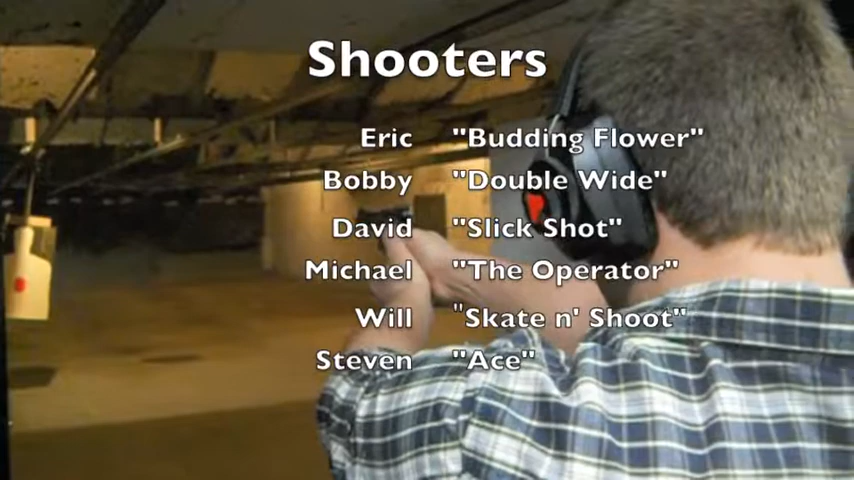 Shooters
Eric "Budding Flower"
Bobby "Double Wide"
David "Slick Shot"
Michael "The Operator"
Will "Skate n' Shoot"
Steven "Ace"